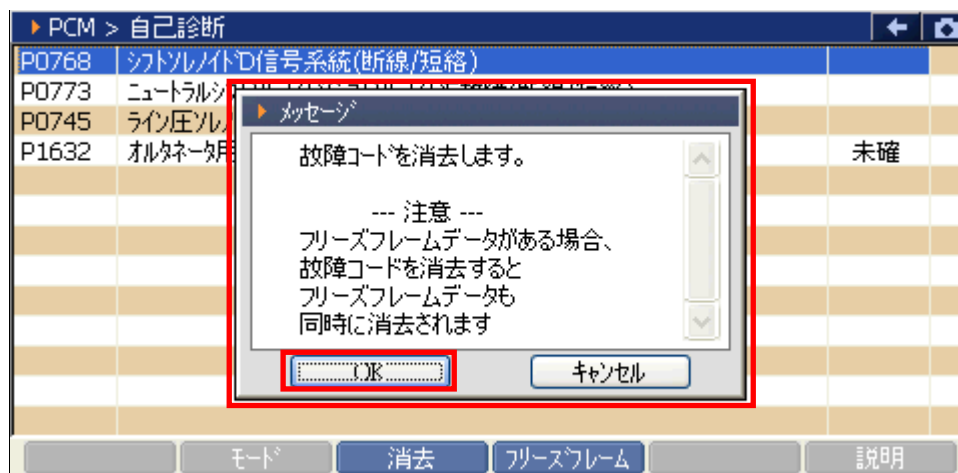 PCM > 自己診断
P0768 シフトソレノイドD信号系統(断線/短絡)
P0773 ニュートラルシ
P0745 ライン圧ソレノ
P1632 オルタネータ用 未確
メッセージ
故障コードを消去します。
--- 注意 ---
フリーズフレームデータがある場合、
故障コードを消去すると
フリーズフレームデータも
同時に消去されます
OK キャンセル
モード 消去 フリーズフレーム 説明